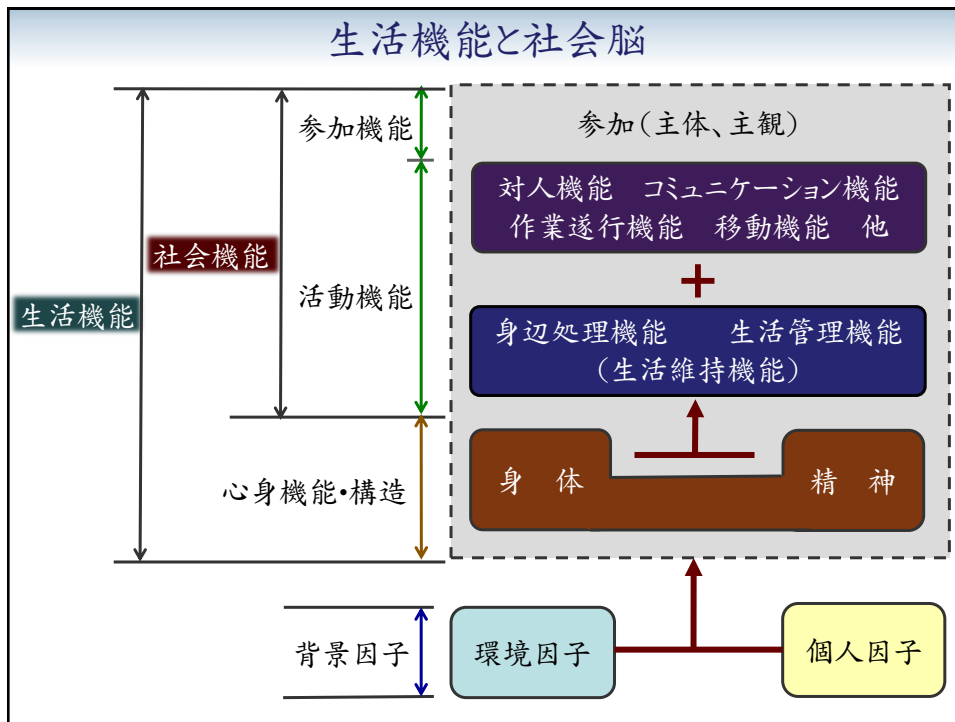 生活機能と社会脳
参加機能
参加(主体、主観)
対人機能　コミュニケーション機能
作業遂行機能　移動機能　他
社会機能
活動機能
生活機能
＋
身辺処理機能　　生活管理機能
(生活維持機能)
心身機能・構造
身　体
精　神
背景因子
環境因子
個人因子